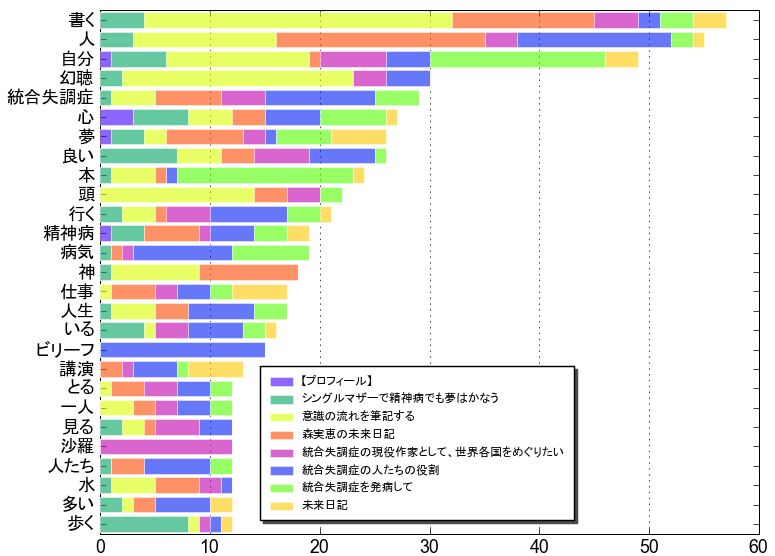 書く
人
自分
幻聴
統合失調症
心
夢
良い
本
頭
行く
精神病
病気
神
仕事
人生
いる
ビリーフ
講演
とる
一人
見る
沙羅
人たち
水
多い
歩く
【プロフィール】
シングルマザーで精神病でも夢はかなう
意識の流れを筆記する
森実恵の未来日記
統合失調症の現役作家として、世界各国をめぐりたい
統合失調症の人たちの役割
統合失調症を発病して
未来日記
0 10 20 30 40 50 60